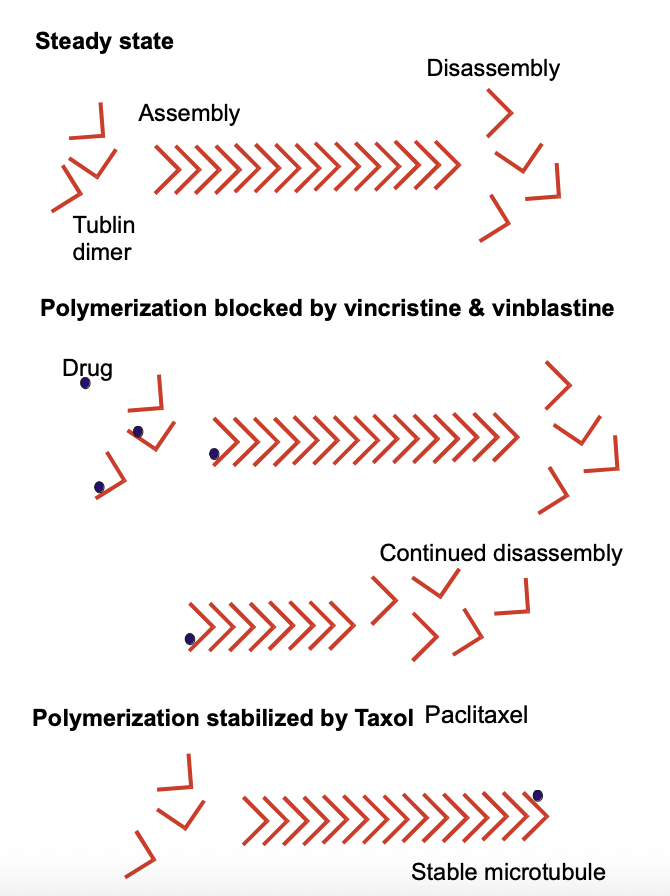 Steady state
Disassembly
Assembly
Tublin
dimer
Polymerization blocked by vincristine & vinblastine
Drug
Continued disassembly
Polymerization stabilized by Taxol Paclitaxel
Stable microtubule